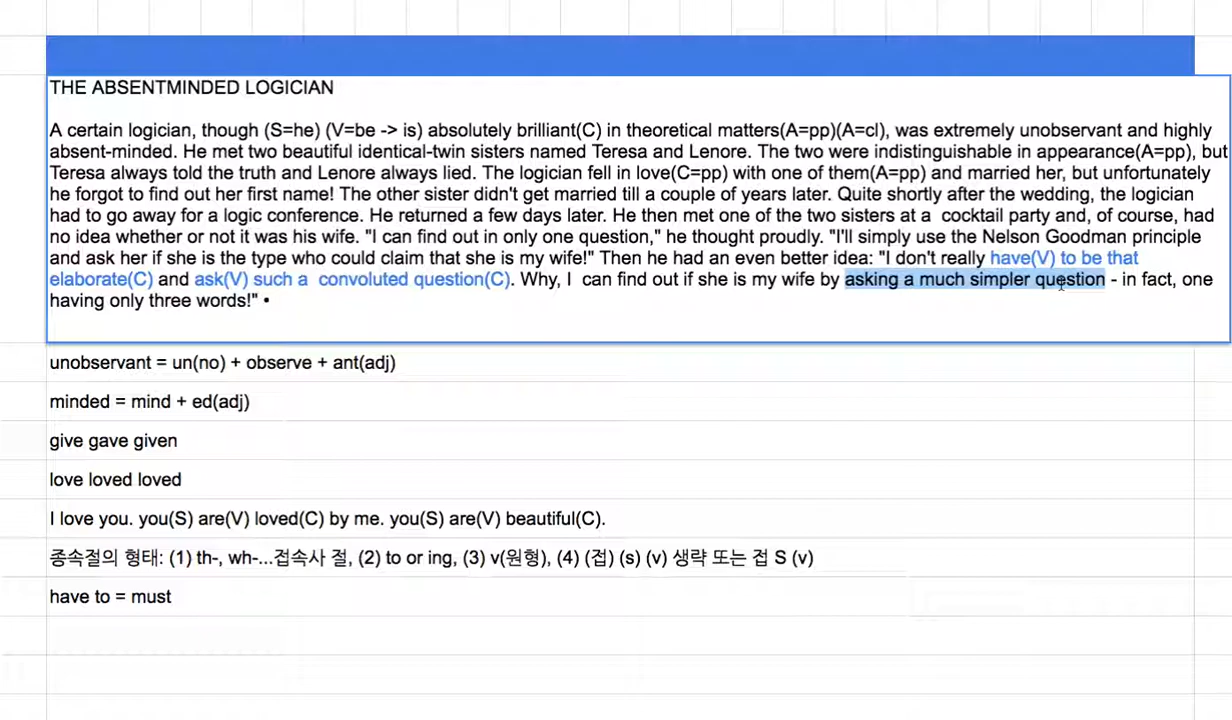 THE ABSENTMINDED LOGICIAN
A certain logician, though (S=he) (V=be -> is) absolutely brilliant(C) in theoretical matters(A=pp)(A=cl), was extremely unobservant and highly
absent-minded. He met two beautiful identical-twin sisters named Teresa and Lenore. The two were indistinguishable in appearance(A=pp), but
Teresa always told the truth and Lenore always lied. The logician fell in love(C=pp) with one of them(A=pp) and married her, but unfortunately
he forgot to find out her first name! The other sister didn't get married till a couple of years later. Quite shortly after the wedding, the logician
had to go away for a logic conference. He returned a few days later. He then met one of the two sisters at a  cocktail party and, of course, had
no idea whether or not it was his wife. "I can find out in only one question," he thought proudly. "I'll simply use the Nelson Goodman principle
and ask her if she is the type who could claim that she is my wife!" Then he had an even better idea: "I don't really have(V) to be that
elaborate(C) and ask(V) such a  convoluted question(C). Why, I  can find out if she is my wife by asking a much simpler question - in fact, one
having only three words!" •
unobservant = un(no) + observe + ant(adj)
minded = mind + ed(adj)
give gave given
love loved loved
I love you. you(S) are(V) loved(C) by me. you(S) are(V) beautiful(C).
종속절의 형태: (1) th-, wh-...접속사 절, (2) to or ing, (3) v(원형), (4) (접) (s) (v) 생략 또는 접 S (v)
have to = must